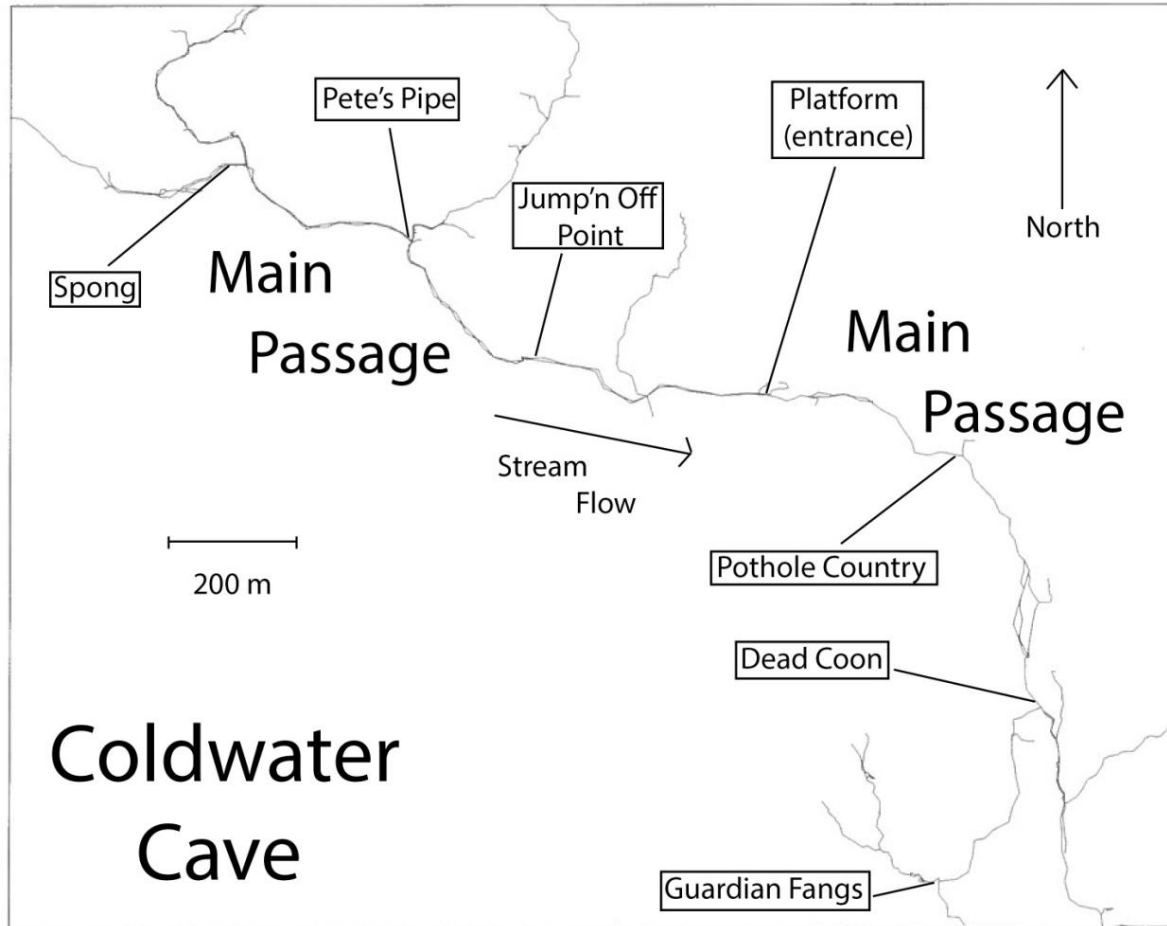 Pete's Pipe
Platform
(entrance)
Jump'n Off
Point
North
Spong
Main
Passage
Main
Passage
Stream
Flow
200 m
Pothole Country
Dead Coon
Coldwater
Cave
Guardian Fangs